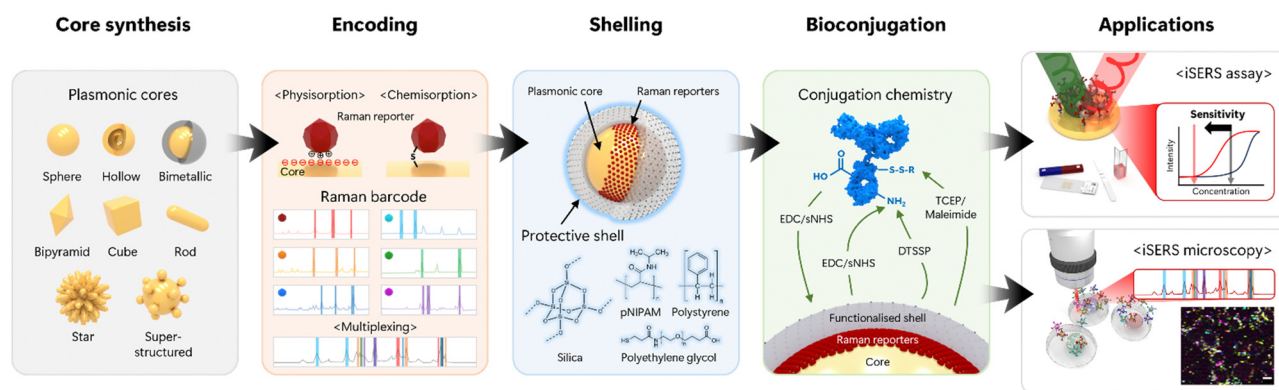 Core synthesis
Encoding
Shelling
Bioconjugation
Applications
Plasmonic cores
Sphere
Hollow
Bimetallic
Bipyramid
Cube
Rod
Star
Super-
structured
<Physisorption>
<Chemisorption>
Raman reporter
S
Core
Raman barcode
<Multiplexing>
Plasmonic core
Raman reporters
Protective shell
Silica
pNIPAM
Polystyrene
Polyethylene glycol
Conjugation chemistry
O
HO
S-S-R
NH₂
EDC/sNHS
EDC/sNHS
DTSSP
TCEP/
Maleimide
Functionalised shell
Raman reporters
Core
<iSERS assay>
Sensitivity
Intensity
Concentration
<iSERS microscopy>